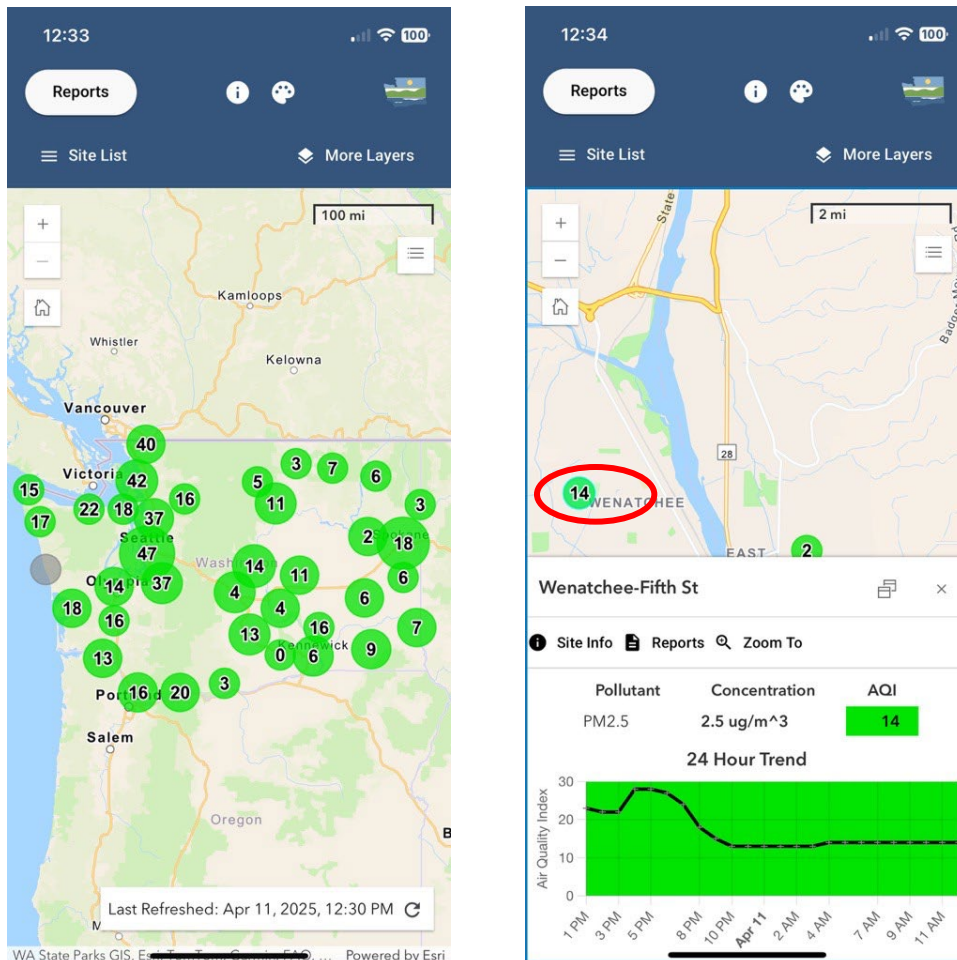 12:33
100
Reports
Site List
More Layers
100 mi
Kamloops
Whistler
Kelowna
Vancouver
40
Victoria
42
3
7
6
5
15
22
18
16
11
3
17
37
Seattle
2
18
47
14
11
14
37
4
6
6
18
16
4
13
16
7
Kennewick
13
0
6
9
16
20
3
Salem
Oregon
Last Refreshed: Apr 11, 2025, 12:30 PM
WA State Parks GIS,
Powered by Esri
12:34
100
Reports
Site List
More Layers
State
2 mi
28
14
WENATCHEE
EAST
2
Wenatchee-Fifth St
Site Info
Reports
Zoom To
Pollutant Concentration AQI
PM2.5 2.5 ug/m^3 14
24 Hour Trend
Air Quality Index
30
20
10
0
1 PM
3 PM
5 PM
8 PM
10 PM
Apr 11
2 AM
4 AM
7 AM
9 AM
11 AM